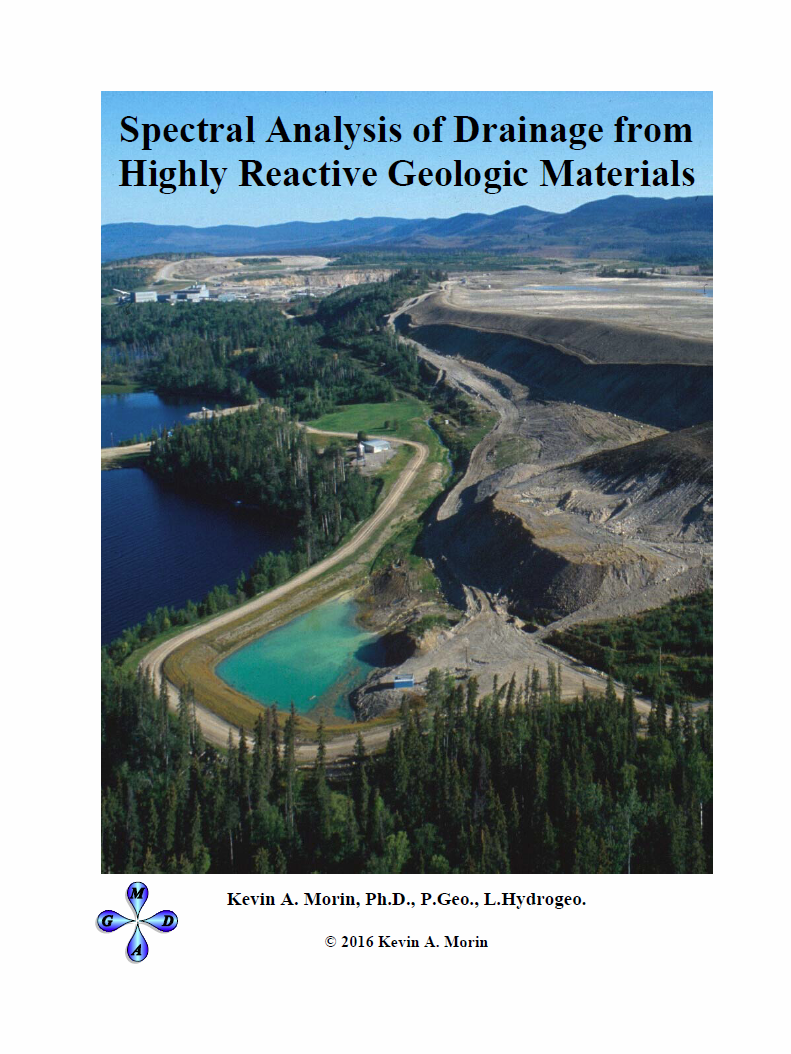 Spectral Analysis of Drainage from
Highly Reactive Geologic Materials
M
G D
A
Kevin A. Morin, Ph.D., P.Geo., L.Hydrogeo.
© 2016 Kevin A. Morin